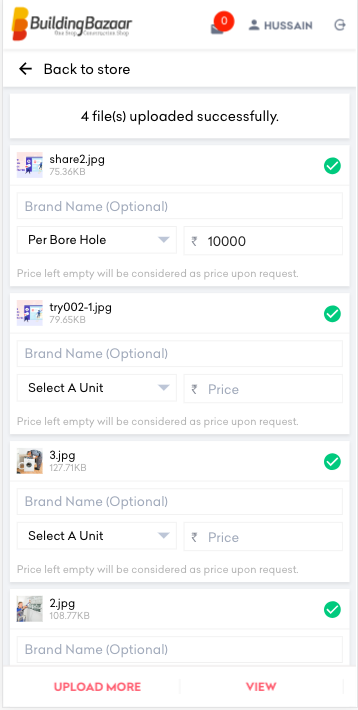 BuildingBazaar
One Stop Construction Shop
0
HUSSAIN
Back to store
4 file(s) uploaded successfully.
share2.jpg
75.36KB
Brand Name (Optional)
Per Bore Hole
₹ 10000
Price left empty will be considered as price upon request.
try002-1.jpg
79.65KB
Brand Name (Optional)
Select A Unit
₹ Price
Price left empty will be considered as price upon request.
3.jpg
127.71KB
Brand Name (Optional)
Select A Unit
₹ Price
Price left empty will be considered as price upon request.
2.jpg
108.77KB
Brand Name (Optional)
UPLOAD MORE
VIEW